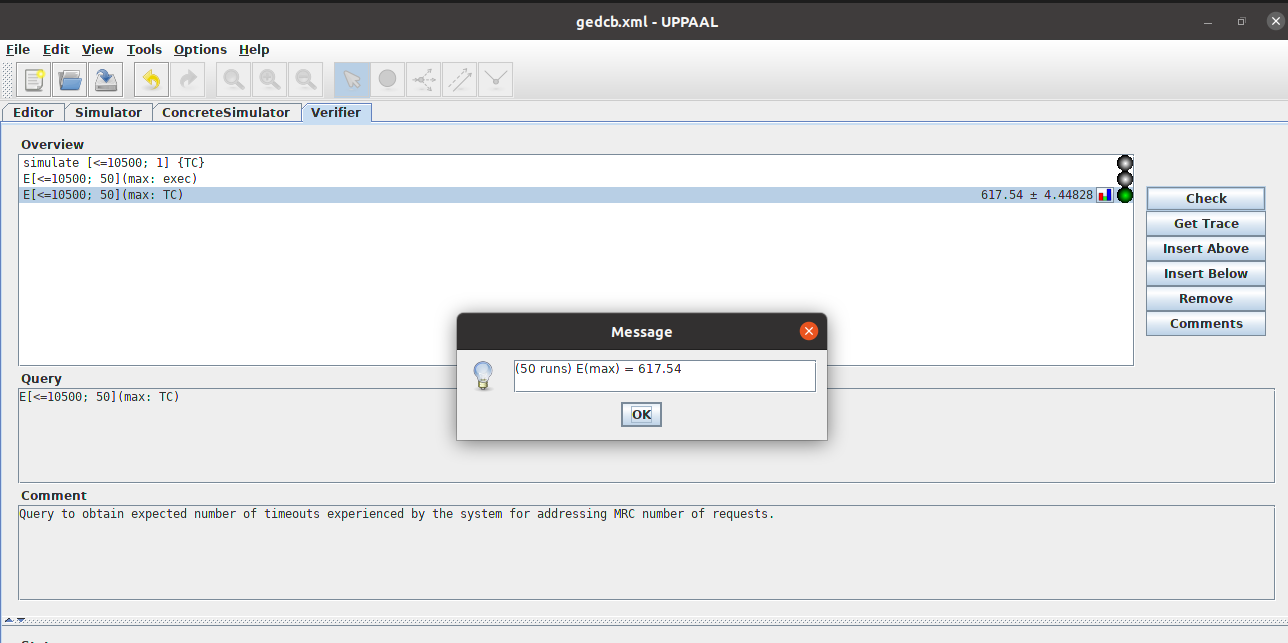 gedcb.xml - UPPAAL
File Edit View Tools Options Help
Editor Simulator ConcreteSimulator Verifier
Overview
simulate [<=10500; 1] {TC}
E[<=10500; 50](max: exec)
E[<=10500; 50](max: TC) 617.54 ± 4.44828
Check
Get Trace
Insert Above
Insert Below
Remove
Comments
Message
(50 runs) E(max) = 617.54
OK
Query
E[<=10500; 50](max: TC)
Comment
Query to obtain expected number of timeouts experienced by the system for addressing MRC number of requests.